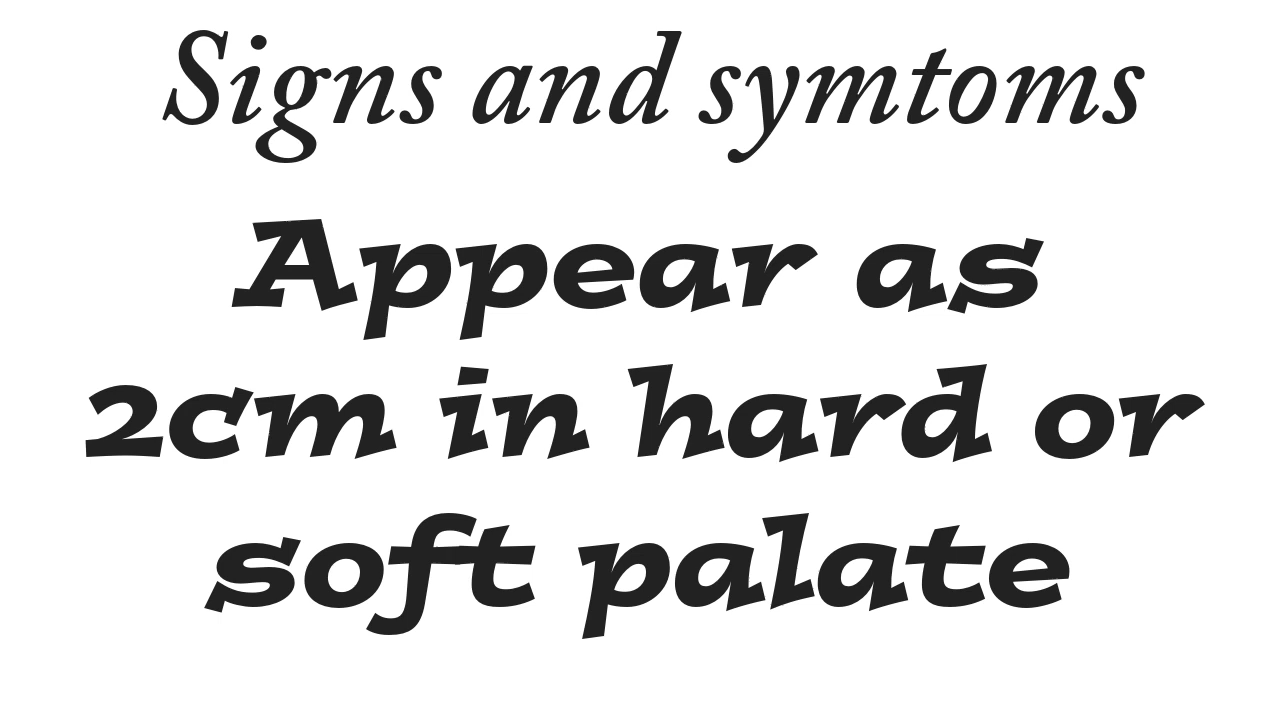 Signs and symtoms
Appear as
2cm in hard or
soft palate